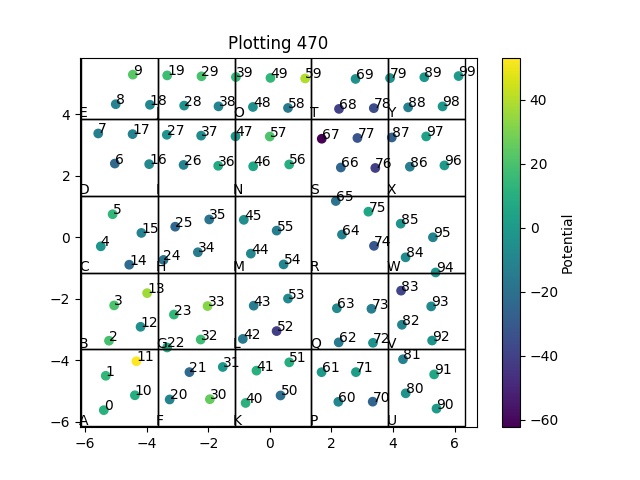 Plotting 470
9 19 29 39 49 59 69 79 89 99
8 18 28 38 48 58 68 78 88 98
E J O T Y
7 17 27 37 47 57 67 77 87 97
6 16 26 36 46 56 66 76 86 96
D I N S X
5 15 25 35 45 55 65 75 85 95
4 14 24 34 44 54 64 74 84 94
C H M R W
3 13 23 33 43 53 63 73 83 93
2 12 22 32 42 52 62 72 82 92
B G L Q V
1 11 21 31 41 51 61 71 81 91
0 10 20 30 40 50 60 70 80 90
A F K P U
4
2
0
−2
−4
−6
−6 −4 −2 0 2 4 6
40
20
0
−20
−40
−60
Potential